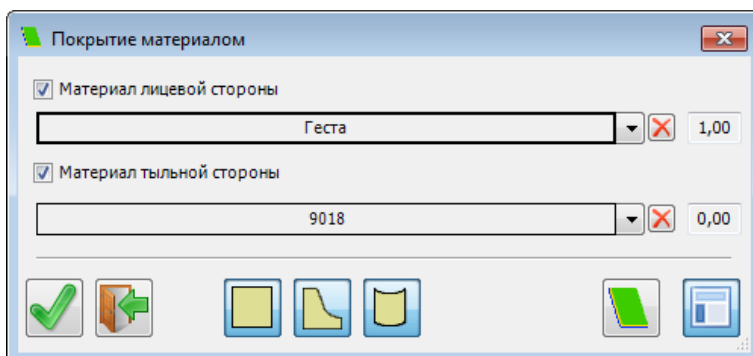 Покрытие материалом
Материал лицевой стороны
Геста 1,00
Материал тыльной стороны
9018 0,00